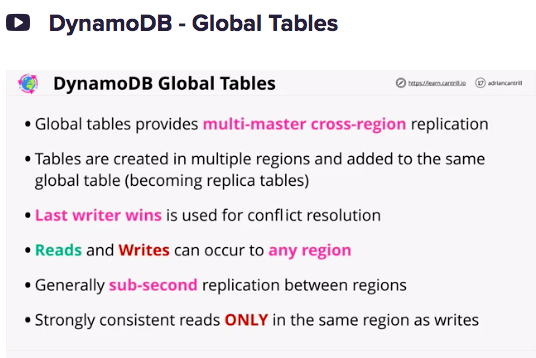 DynamoDB - Global Tables
DynamoDB Global Tables
https://learn.cantrill.io
adriancantrill
• Global tables provides multi-master cross-region replication
• Tables are created in multiple regions and added to the same
global table (becoming replica tables)
• Last writer wins is used for conflict resolution
• Reads and Writes can occur to any region
• Generally sub-second replication between regions
• Strongly consistent reads ONLY in the same region as writes